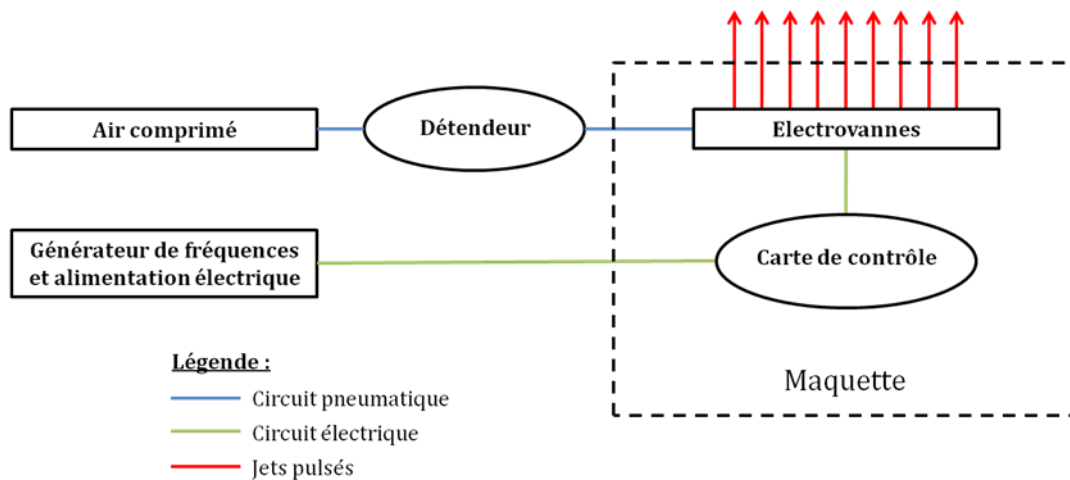 Air comprimé
Détendeur
Electrovannes
Générateur de fréquences
et alimentation électrique
Carte de contrôle
Maquette
Légende :
Circuit pneumatique
Circuit électrique
Jets pulsés